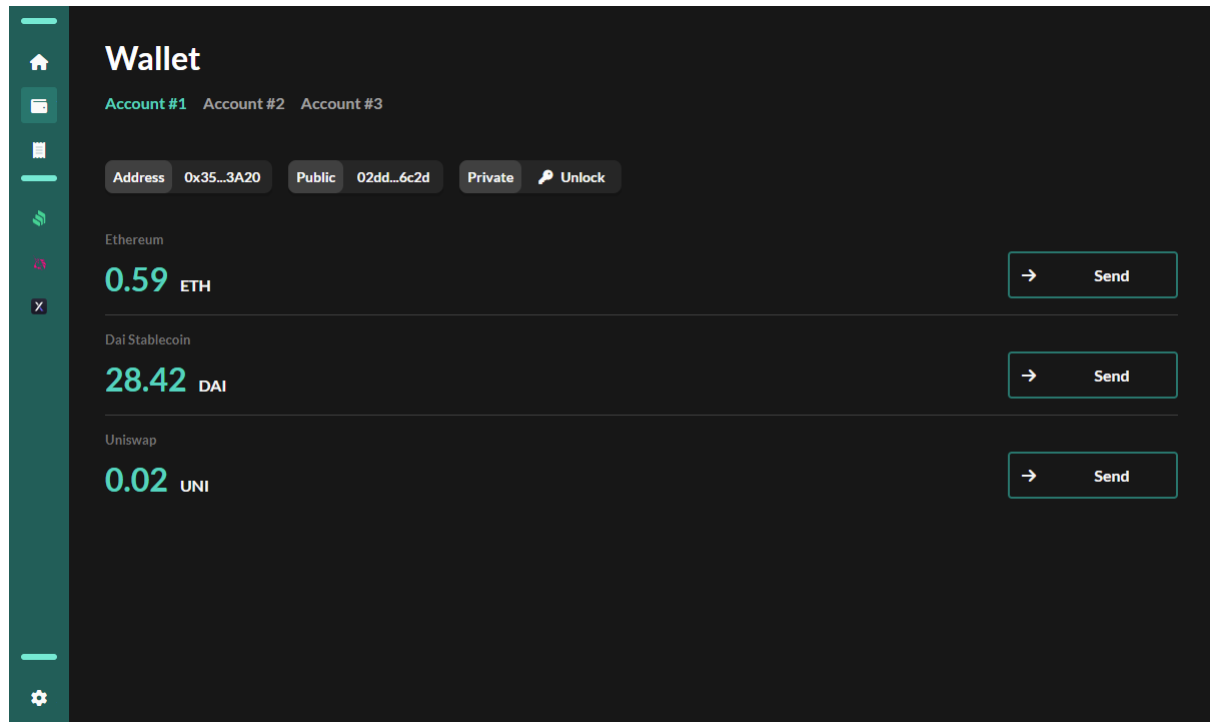 Wallet
Account #1 Account #2 Account #3
Address 0x35...3A20 Public 02dd...6c2d Private Unlock
Ethereum
0.59 ETH
Send
Dai Stablecoin
28.42 DAI
Send
Uniswap
0.02 UNI
Send